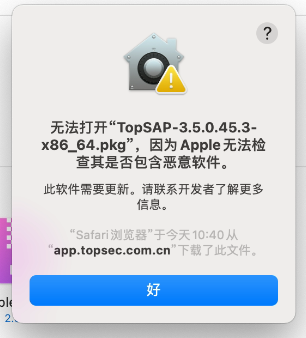 ?
无法打开“TopSAP-3.5.0.45.3-
x86_64.pkg”，因为 Apple 无法检
查其是否包含恶意软件。
此软件需要更新。请联系开发者了解更多
信息。
“Safari 浏览器”于今天 10:40 从
“app.topsec.com.cn”下载了此文件。
好